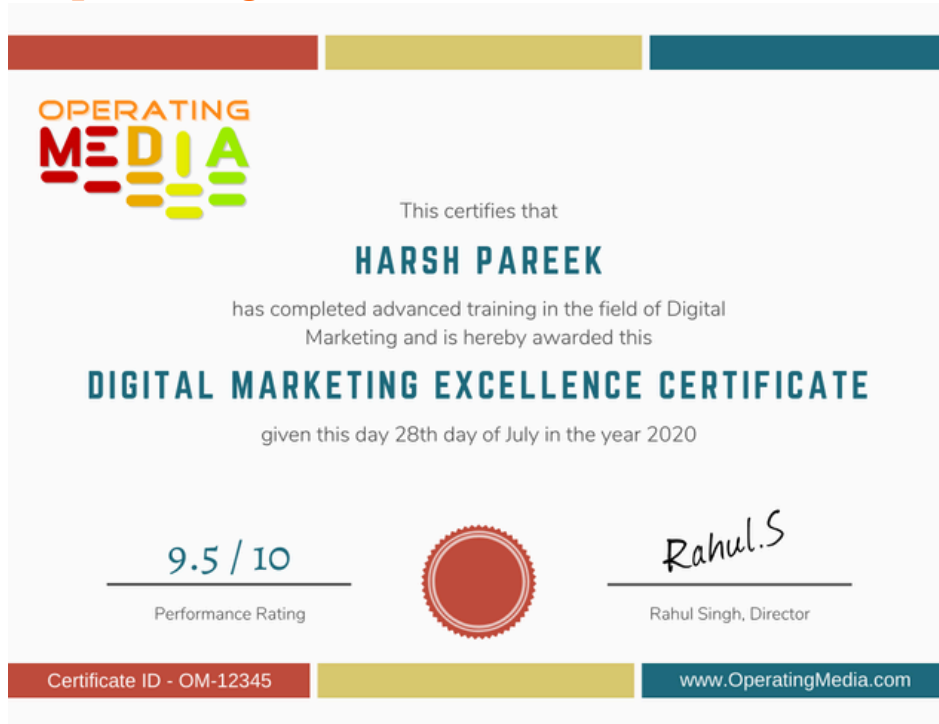 OPERATING
MEDIA
This certifies that
HARSH PAREEK
has completed advanced training in the field of Digital
Marketing and is hereby awarded this
DIGITAL MARKETING EXCELLENCE CERTIFICATE
given this day 28th day of July in the year 2020
9.5 / 10
Rahul.S
Performance Rating
Rahul Singh, Director
Certificate ID - OM-12345
www.OperatingMedia.com